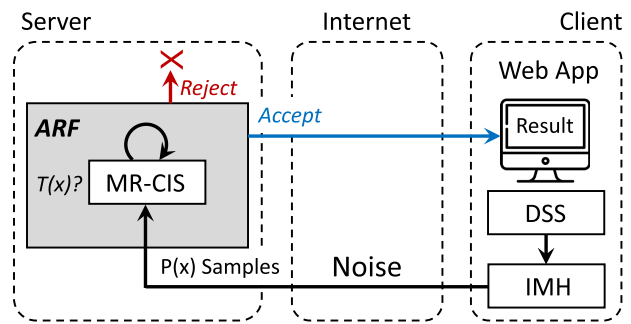 Server
Internet
Client
Reject
Web App
ARF
Accept
Result
T(x)?
MR-CIS
DSS
P(x) Samples
Noise
IMH